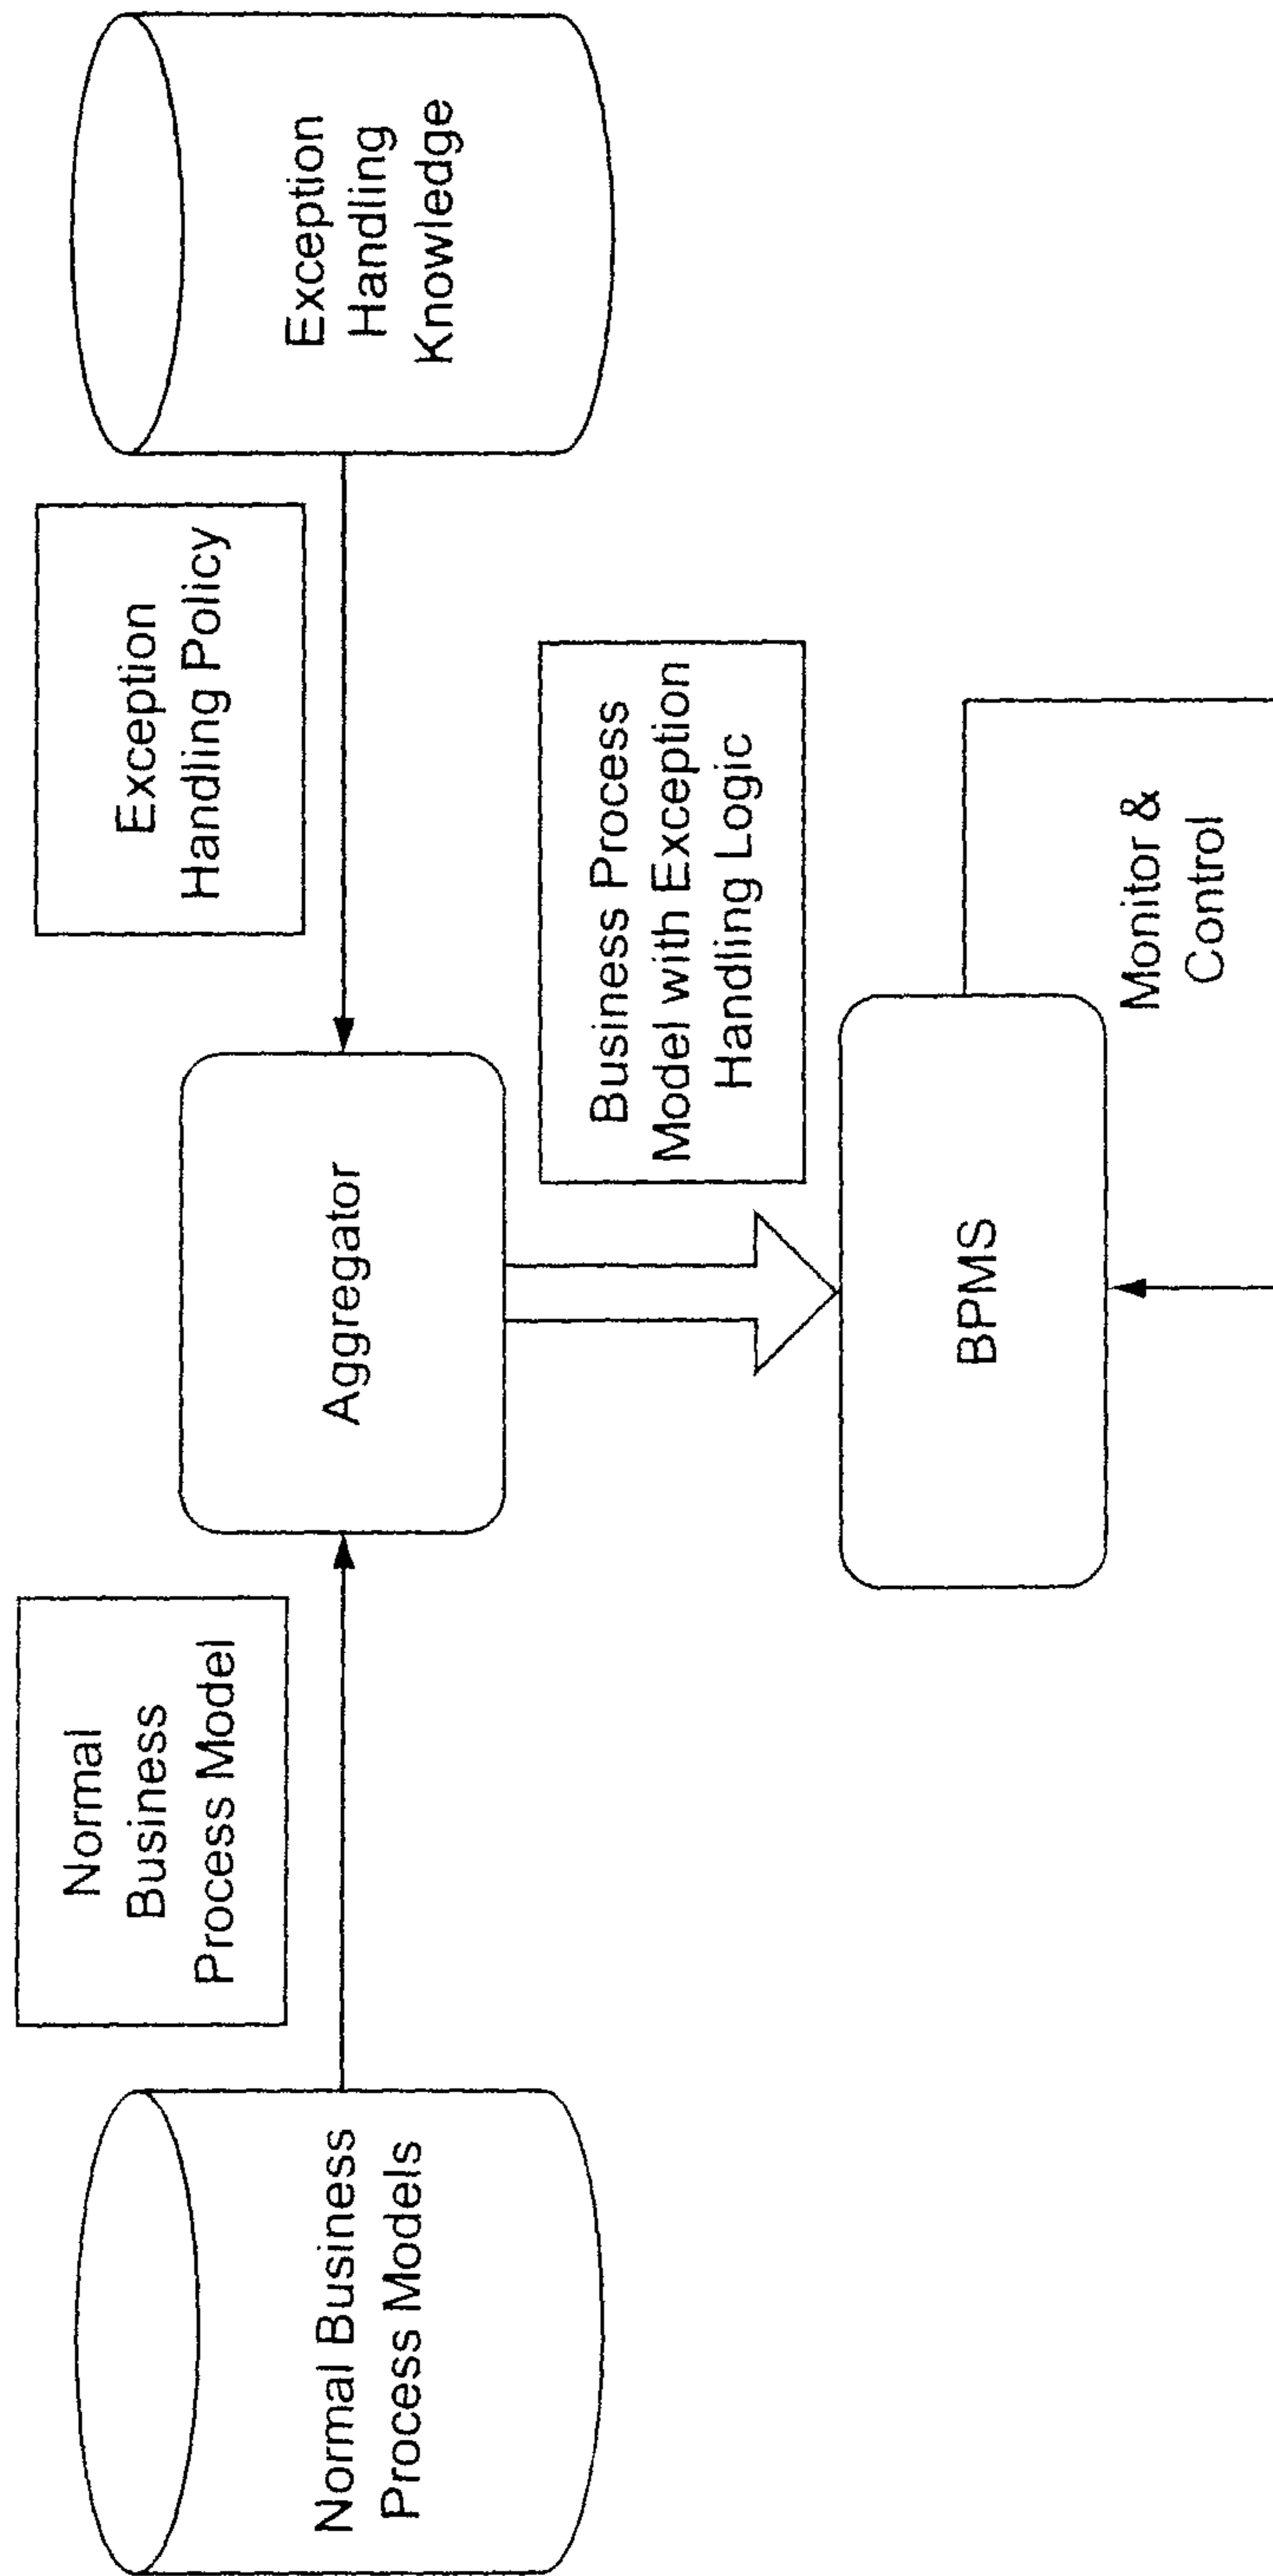 Normal
Business
Process Model
Exception
Handling Policy
Normal Business
Process Models
Aggregator
Exception
Handling
Knowledge
Business Process
Model with Exception
Handling Logic
BPMS
Monitor &
Control